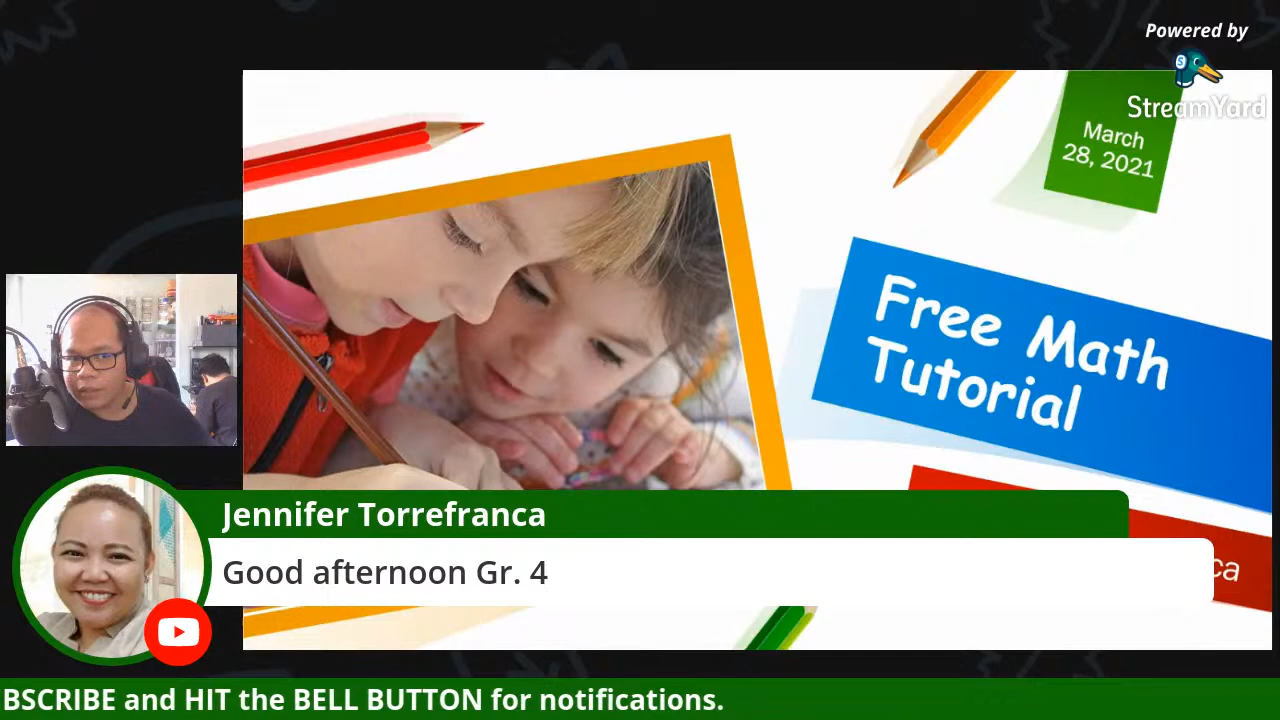 Powered by
StreamYard
March
28, 2021
Free Math
Tutorial
ca
Jennifer Torrefranca
Good afternoon Gr. 4
BSCRIBE and HIT the BELL BUTTON for notifications.